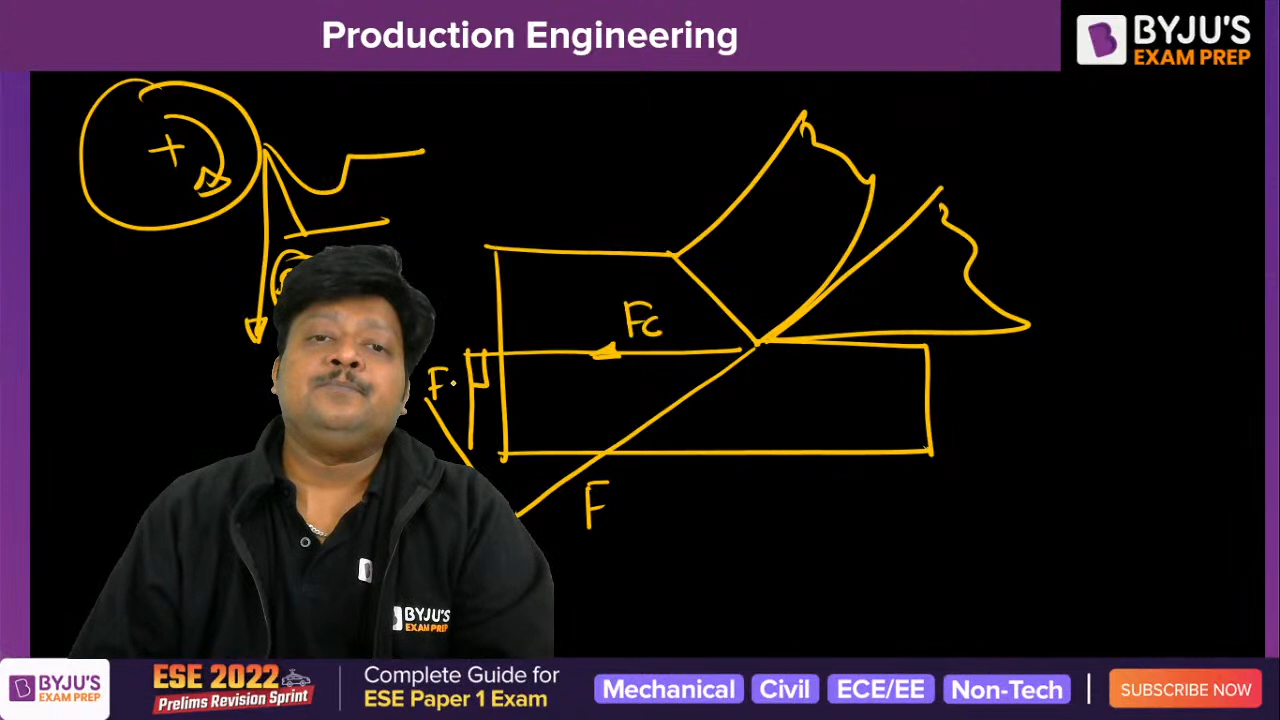 Production Engineering
BYJU'S
EXAM PREP
Fc
F.
F
BYJU'S
EXAM PREP
BYJU'S
EXAM PREP
ESE 2022
Prelims Revision Sprint
Complete Guide for
ESE Paper 1 Exam
Mechanical
Civil
ECE/EE
Non-Tech
SUBSCRIBE NOW